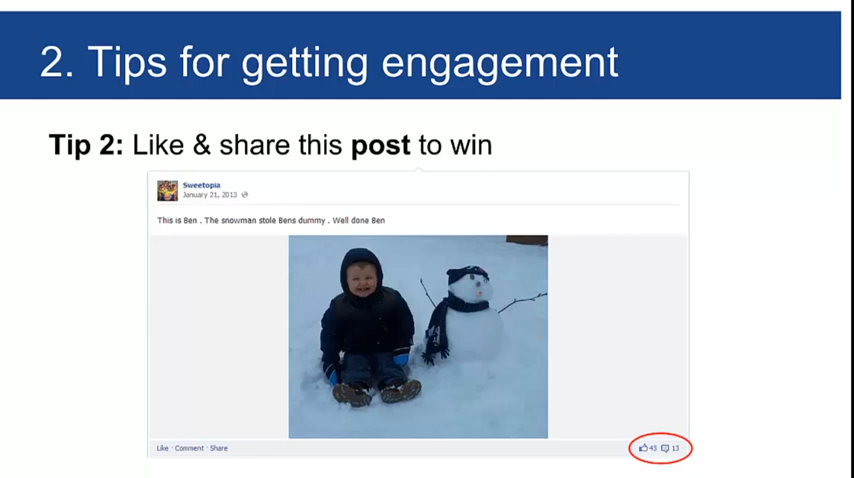 2. Tips for getting engagement
Tip 2: Like & share this post to win
Sweetopia
January 21, 2013
This is Ben . The snowman stole Bens dummy . Well done Ben
Like · Comment · Share
43 13